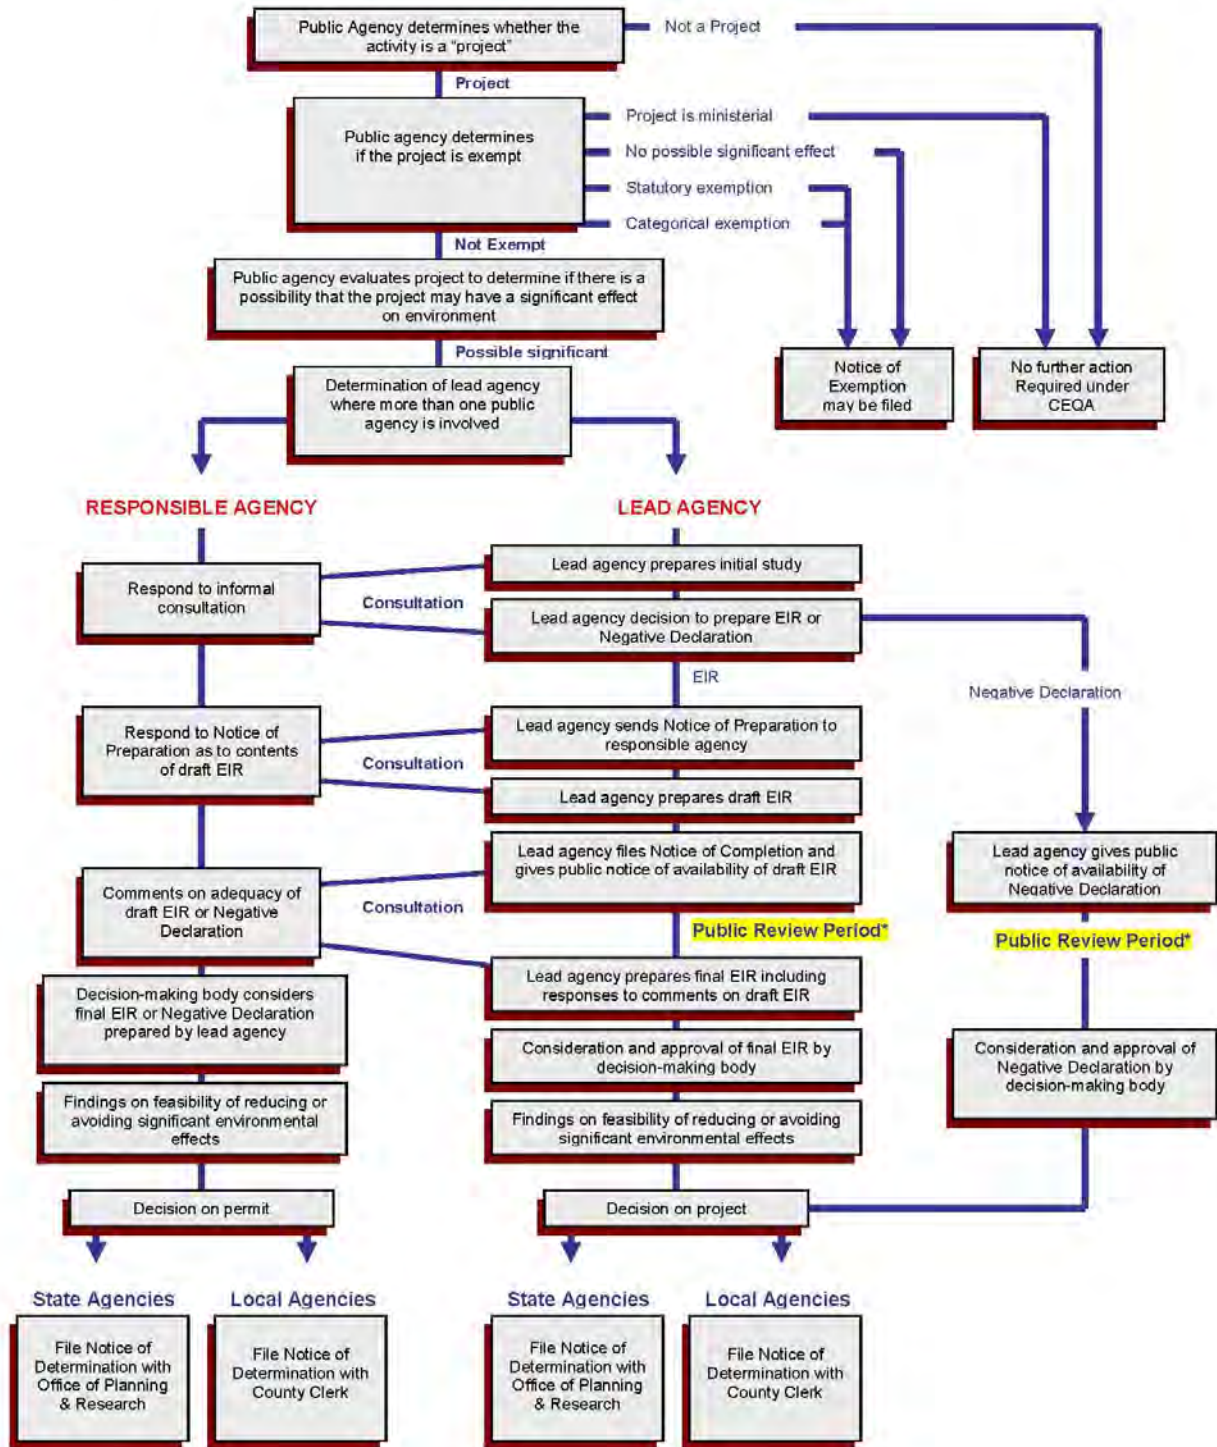 Public Agency determines whether the
activity is a “project”
Not a Project
Project
Public agency determines
if the project is exempt
Project is ministerial
No possible significant effect
Statutory exemption
Categorical exemption
Not Exempt
Public agency evaluates project to determine if there is a
possibility that the project may have a significant effect
on environment
Possible significant
Determination of lead agency
where more than one public
agency is involved
Notice of
Exemption
may be filed
No further action
Required under
CEQA
RESPONSIBLE AGENCY
LEAD AGENCY
Respond to informal
consultation
Consultation
Lead agency prepares initial study
Lead agency decision to prepare EIR or
Negative Declaration
EIR
Negative Declaration
Respond to Notice of
Preparation as to contents
of draft EIR
Consultation
Lead agency sends Notice of Preparation to
responsible agency
Lead agency prepares draft EIR
Comments on adequacy of
draft EIR or Negative
Declaration
Consultation
Lead agency files Notice of Completion and
gives public notice of availability of draft EIR
Public Review Period*
Lead agency gives public
notice of availability of
Negative Declaration
Public Review Period*
Decision-making body considers
final EIR or Negative Declaration
prepared by lead agency
Lead agency prepares final EIR including
responses to comments on draft EIR
Consideration and approval of final EIR by
decision-making body
Consideration and approval of
Negative Declaration by
decision-making body
Findings on feasibility of reducing or
avoiding significant environmental
effects
Findings on feasibility of reducing or avoiding
significant environmental effects
Decision on permit
Decision on project
State Agencies
Local Agencies
State Agencies
Local Agencies
File Notice of
Determination with
Office of Planning
& Research
File Notice of
Determination with
County Clerk
File Notice of
Determination with
Office of Planning
& Research
File Notice of
Determination with
County Clerk